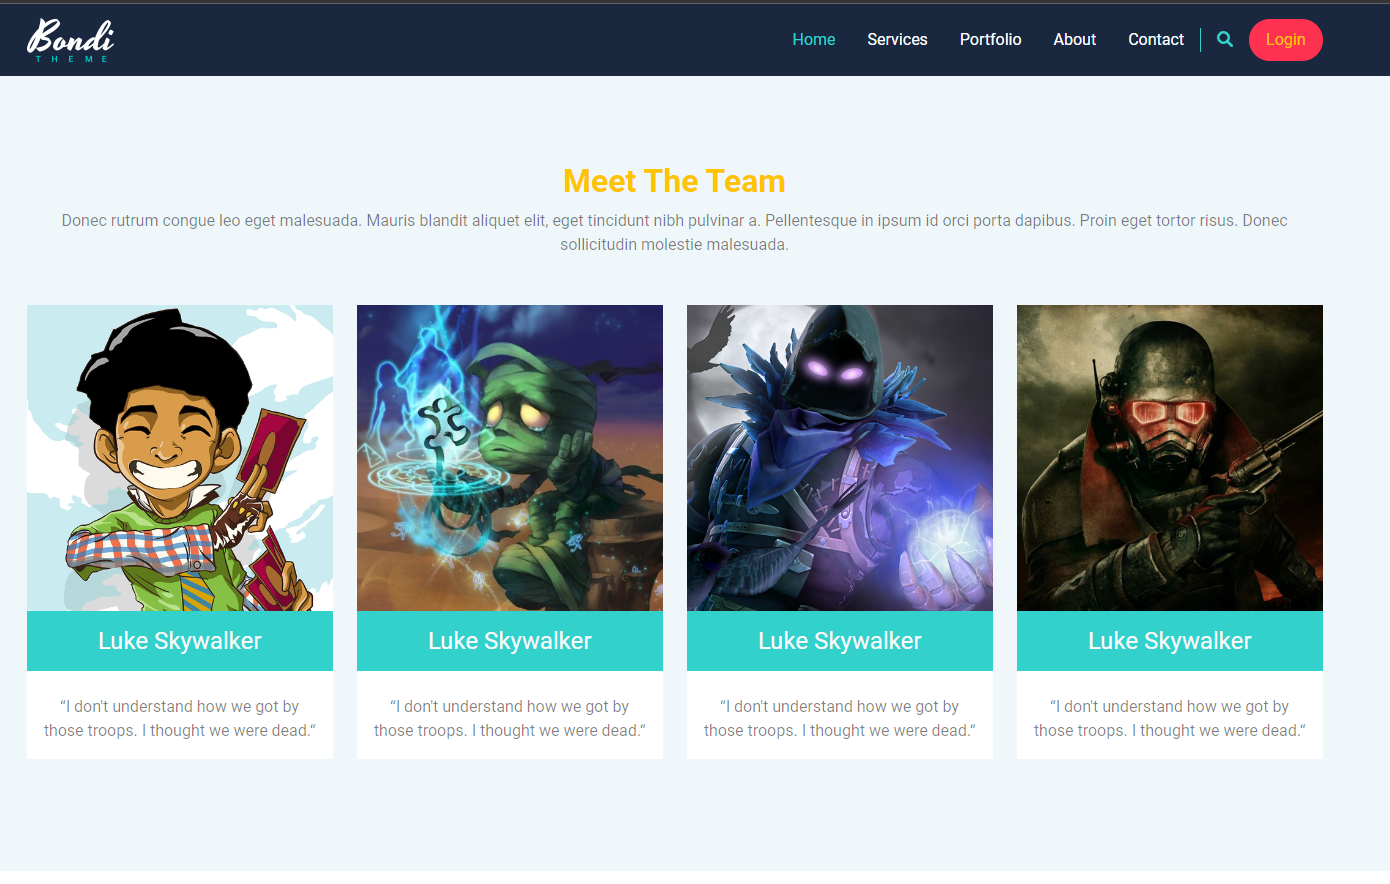 Bondi
THEME
Home Services Portfolio About Contact Login
Meet The Team
Donec rutrum congue leo eget malesuada. Mauris blandit aliquet elit, eget tincidunt nibh pulvinar a. Pellentesque in ipsum id orci porta dapibus. Proin eget tortor risus. Donec
sollicitudin molestie malesuada.
Luke Skywalker
“I don't understand how we got by
those troops. I thought we were dead.“
Luke Skywalker
“I don't understand how we got by
those troops. I thought we were dead.“
Luke Skywalker
“I don't understand how we got by
those troops. I thought we were dead.“
Luke Skywalker
“I don't understand how we got by
those troops. I thought we were dead.“